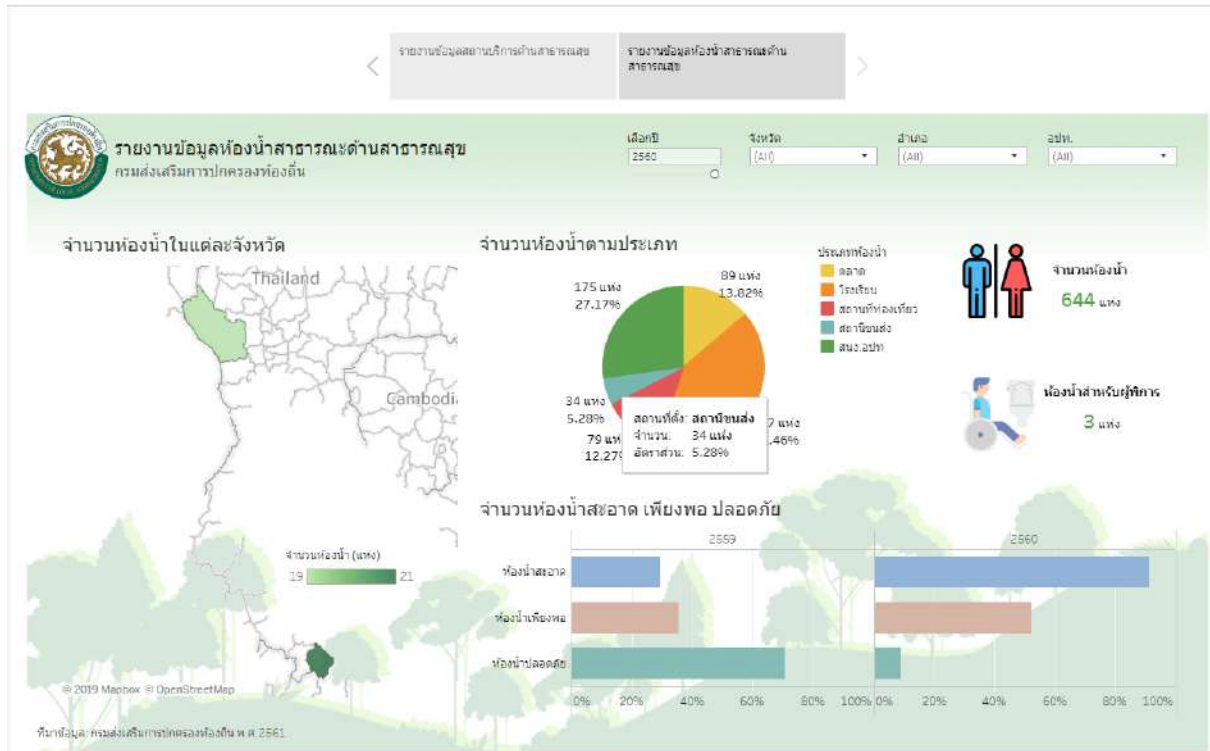 รายงานข้อมูลสถานบริการด้านสาธารณสุข
รายงานข้อมูลห้องน้ำสาธารณะด้าน
สาธารณสุข
รายงานข้อมูลห้องน้ำสาธารณะด้านสาธารณสุข
กรมส่งเสริมการปกครองท้องถิ่น
เลือกปี
2560
จังหวัด
(All)
อำเภอ
(All)
อปท.
(All)
จำนวนห้องน้ำในแต่ละจังหวัด
Thailand
Cambodi
จำนวนห้องน้ำ (แห่ง)
19
21
© 2019 Mapbox © OpenStreetMap
จำนวนห้องน้ำตามประเภท
89 แห่ง
13.82%
175 แห่ง
27.17%
34 แห่ง
5.28%
79 แห่
12.27
7 แห่ง
.46%
สถานที่ตั้ง: สถานีขนส่ง
จำนวน: 34 แห่ง
อัตราส่วน: 5.28%
ประเภทห้องน้ำ
ตลาด
โรงเรียน
สถานที่ท่องเที่ยว
สถานีขนส่ง
สนง.อปท
จำนวนห้องน้ำ
644 แห่ง
ห้องน้ำสำหรับผู้พิการ
3 แห่ง
จำนวนห้องน้ำสะอาด เพียงพอ ปลอดภัย
2559
2560
ห้องน้ำสะอาด
ห้องน้ำเพียงพอ
ห้องน้ำปลอดภัย
0% 20% 40% 60% 80% 100% 0% 20% 40% 60% 80% 100%
ที่มาข้อมูล: กรมส่งเสริมการปกครองท้องถิ่น พ.ศ. 2561